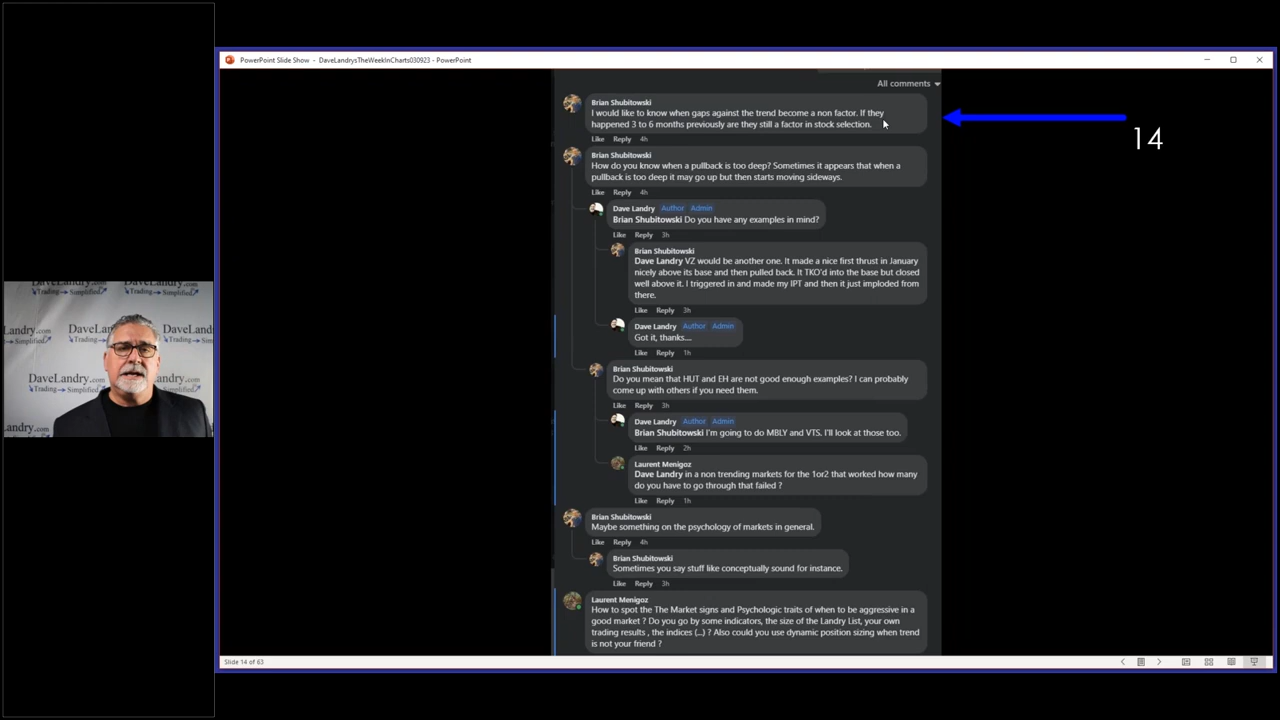 PowerPoint Slide Show - DaveLandrysTheWeekInCharts030923 - PowerPoint
All comments
Brian Shubitowski
I would like to know when gaps against the trend become a non factor. If they
happened 3 to 6 months previously are they still a factor in stock selection.
Like Reply 4h
14
Brian Shubitowski
How do you know when a pullback is too deep? Sometimes it appears that when a
pullback is too deep it may go up but then starts moving sideways.
Like Reply 4h
Dave Landry Author Admin
Brian Shubitowski Do you have any examples in mind?
Like Reply 3h
Brian Shubitowski
Dave Landry VZ would be another one. It made a nice first thrust in January
nicely above its base and then pulled back. It TKO'd into the base but closed
well above it. I triggered in and made my IPT and then it just imploded from
there.
Like Reply 3h
Dave Landry Author Admin
Got it, thanks....
Like Reply 1h
Brian Shubitowski
Do you mean that HUT and EH are not good enough examples? I can probably
come up with others if you need them.
Like Reply 3h
Dave Landry Author Admin
Brian Shubitowski I'm going to do MBLY and VTS. I'll look at those too.
Like Reply 2h
Laurent Menigoz
Dave Landry in a non trending markets for the 1or2 that worked how many
do you have to go through that failed ?
Like Reply 1h
Brian Shubitowski
Maybe something on the psychology of markets in general.
Like Reply 4h
Brian Shubitowski
Sometimes you say stuff like conceptually sound for instance.
Like Reply 3h
Laurent Menigoz
How to spot the The Market signs and Psychologic traits of when to be aggressive in a
good market ? Do you go by some indicators, the size of the Landry List, your own
trading results , the indices (...) ? Also could you use dynamic position sizing when trend
is not your friend ?
DaveLandry.com
Trading Simplified
Slide 14 of 63